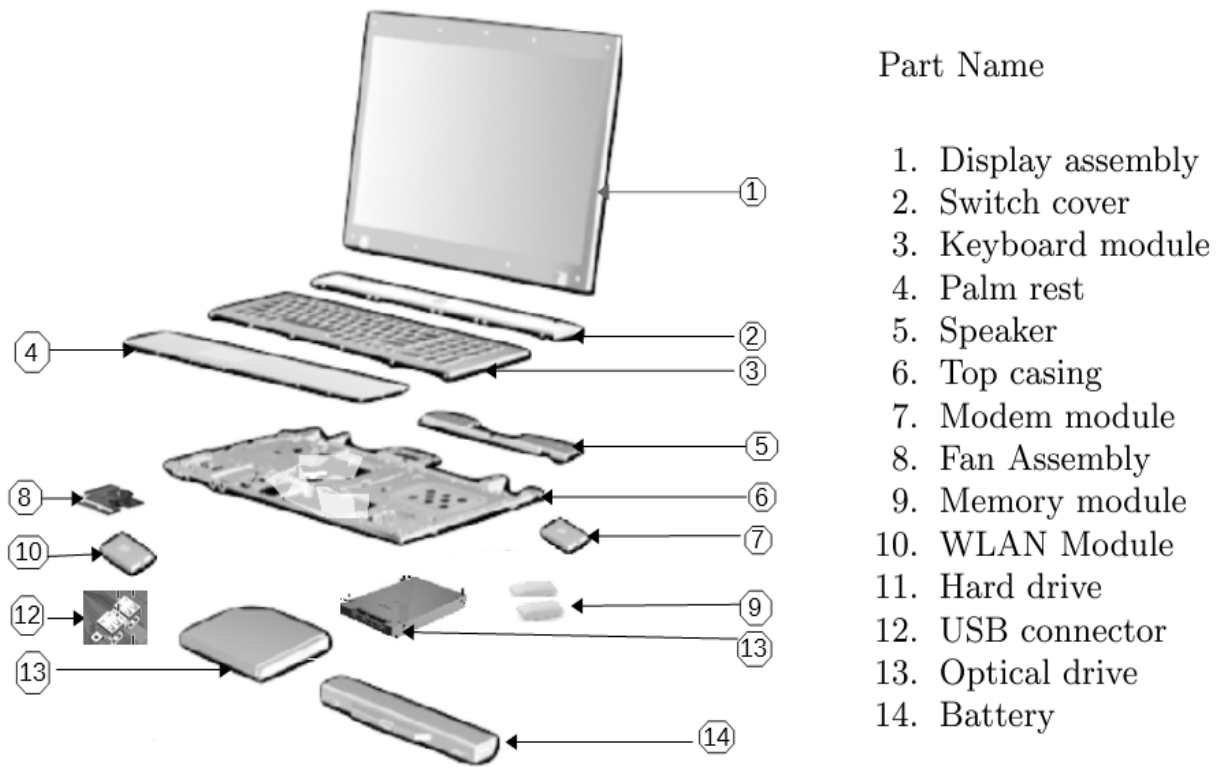 Part Name
1. Display assembly
2. Switch cover
3. Keyboard module
4. Palm rest
5. Speaker
6. Top casing
7. Modem module
8. Fan Assembly
9. Memory module
10. WLAN Module
11. Hard drive
12. USB connector
13. Optical drive
14. Battery
1
2
4
3
5
8
6
7
10
9
12
13
13
14